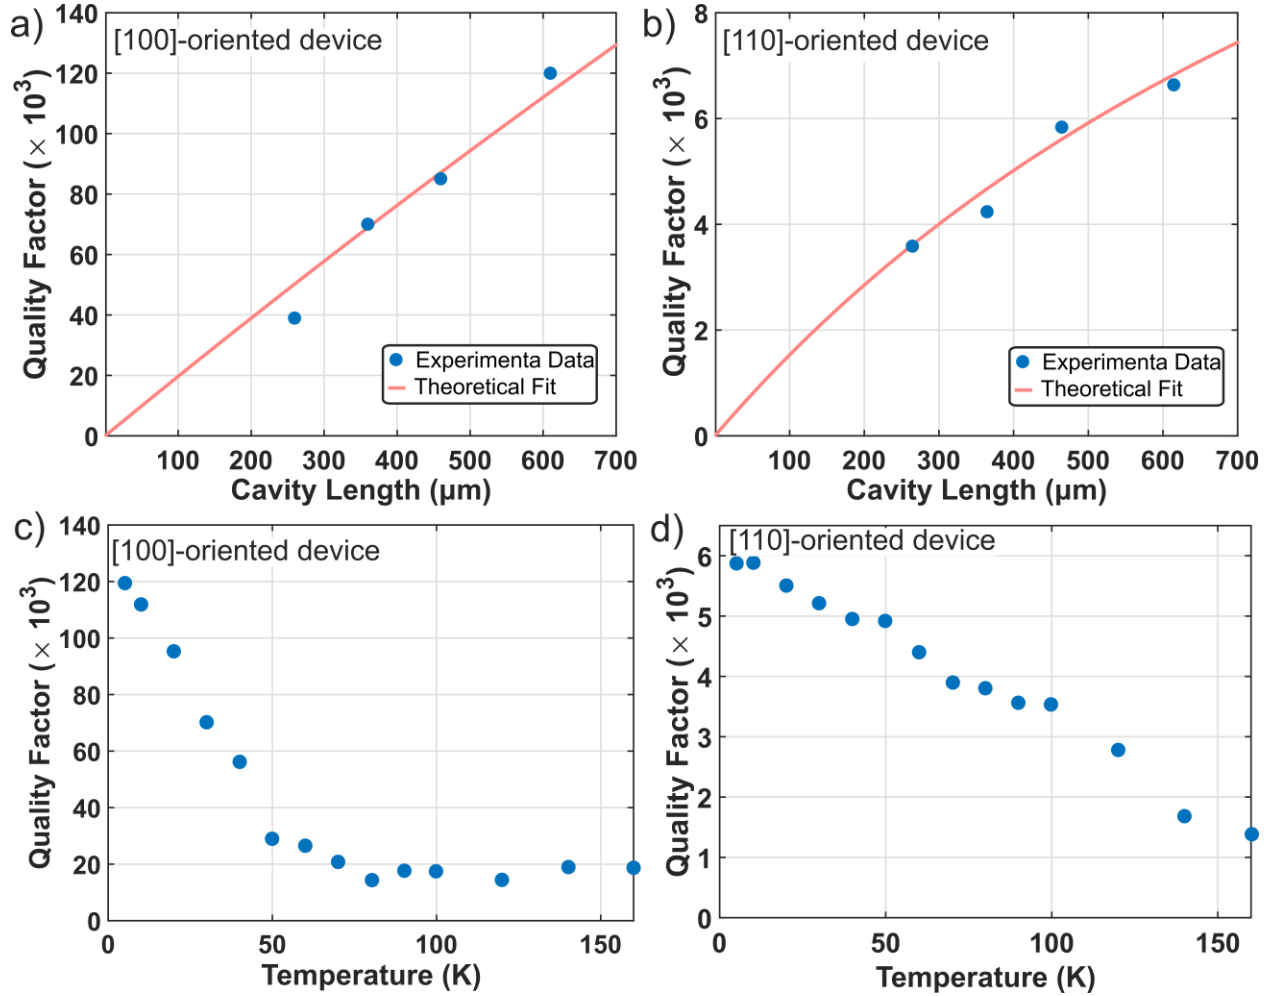 a)
[100]-oriented device
Quality Factor (× 10³)
140
120
100
80
60
40
20
0
Experimenta Data
Theoretical Fit
100 200 300 400 500 600 700
Cavity Length (µm)
b)
[110]-oriented device
Quality Factor (× 10³)
8
6
4
2
0
Experimenta Data
Theoretical Fit
100 200 300 400 500 600 700
Cavity Length (µm)
c)
[100]-oriented device
Quality Factor (× 10³)
140
120
100
80
60
40
20
0
0 50 100 150
Temperature (K)
d)
[110]-oriented device
Quality Factor (× 10³)
6
5
4
3
2
1
0
0 50 100 150
Temperature (K)